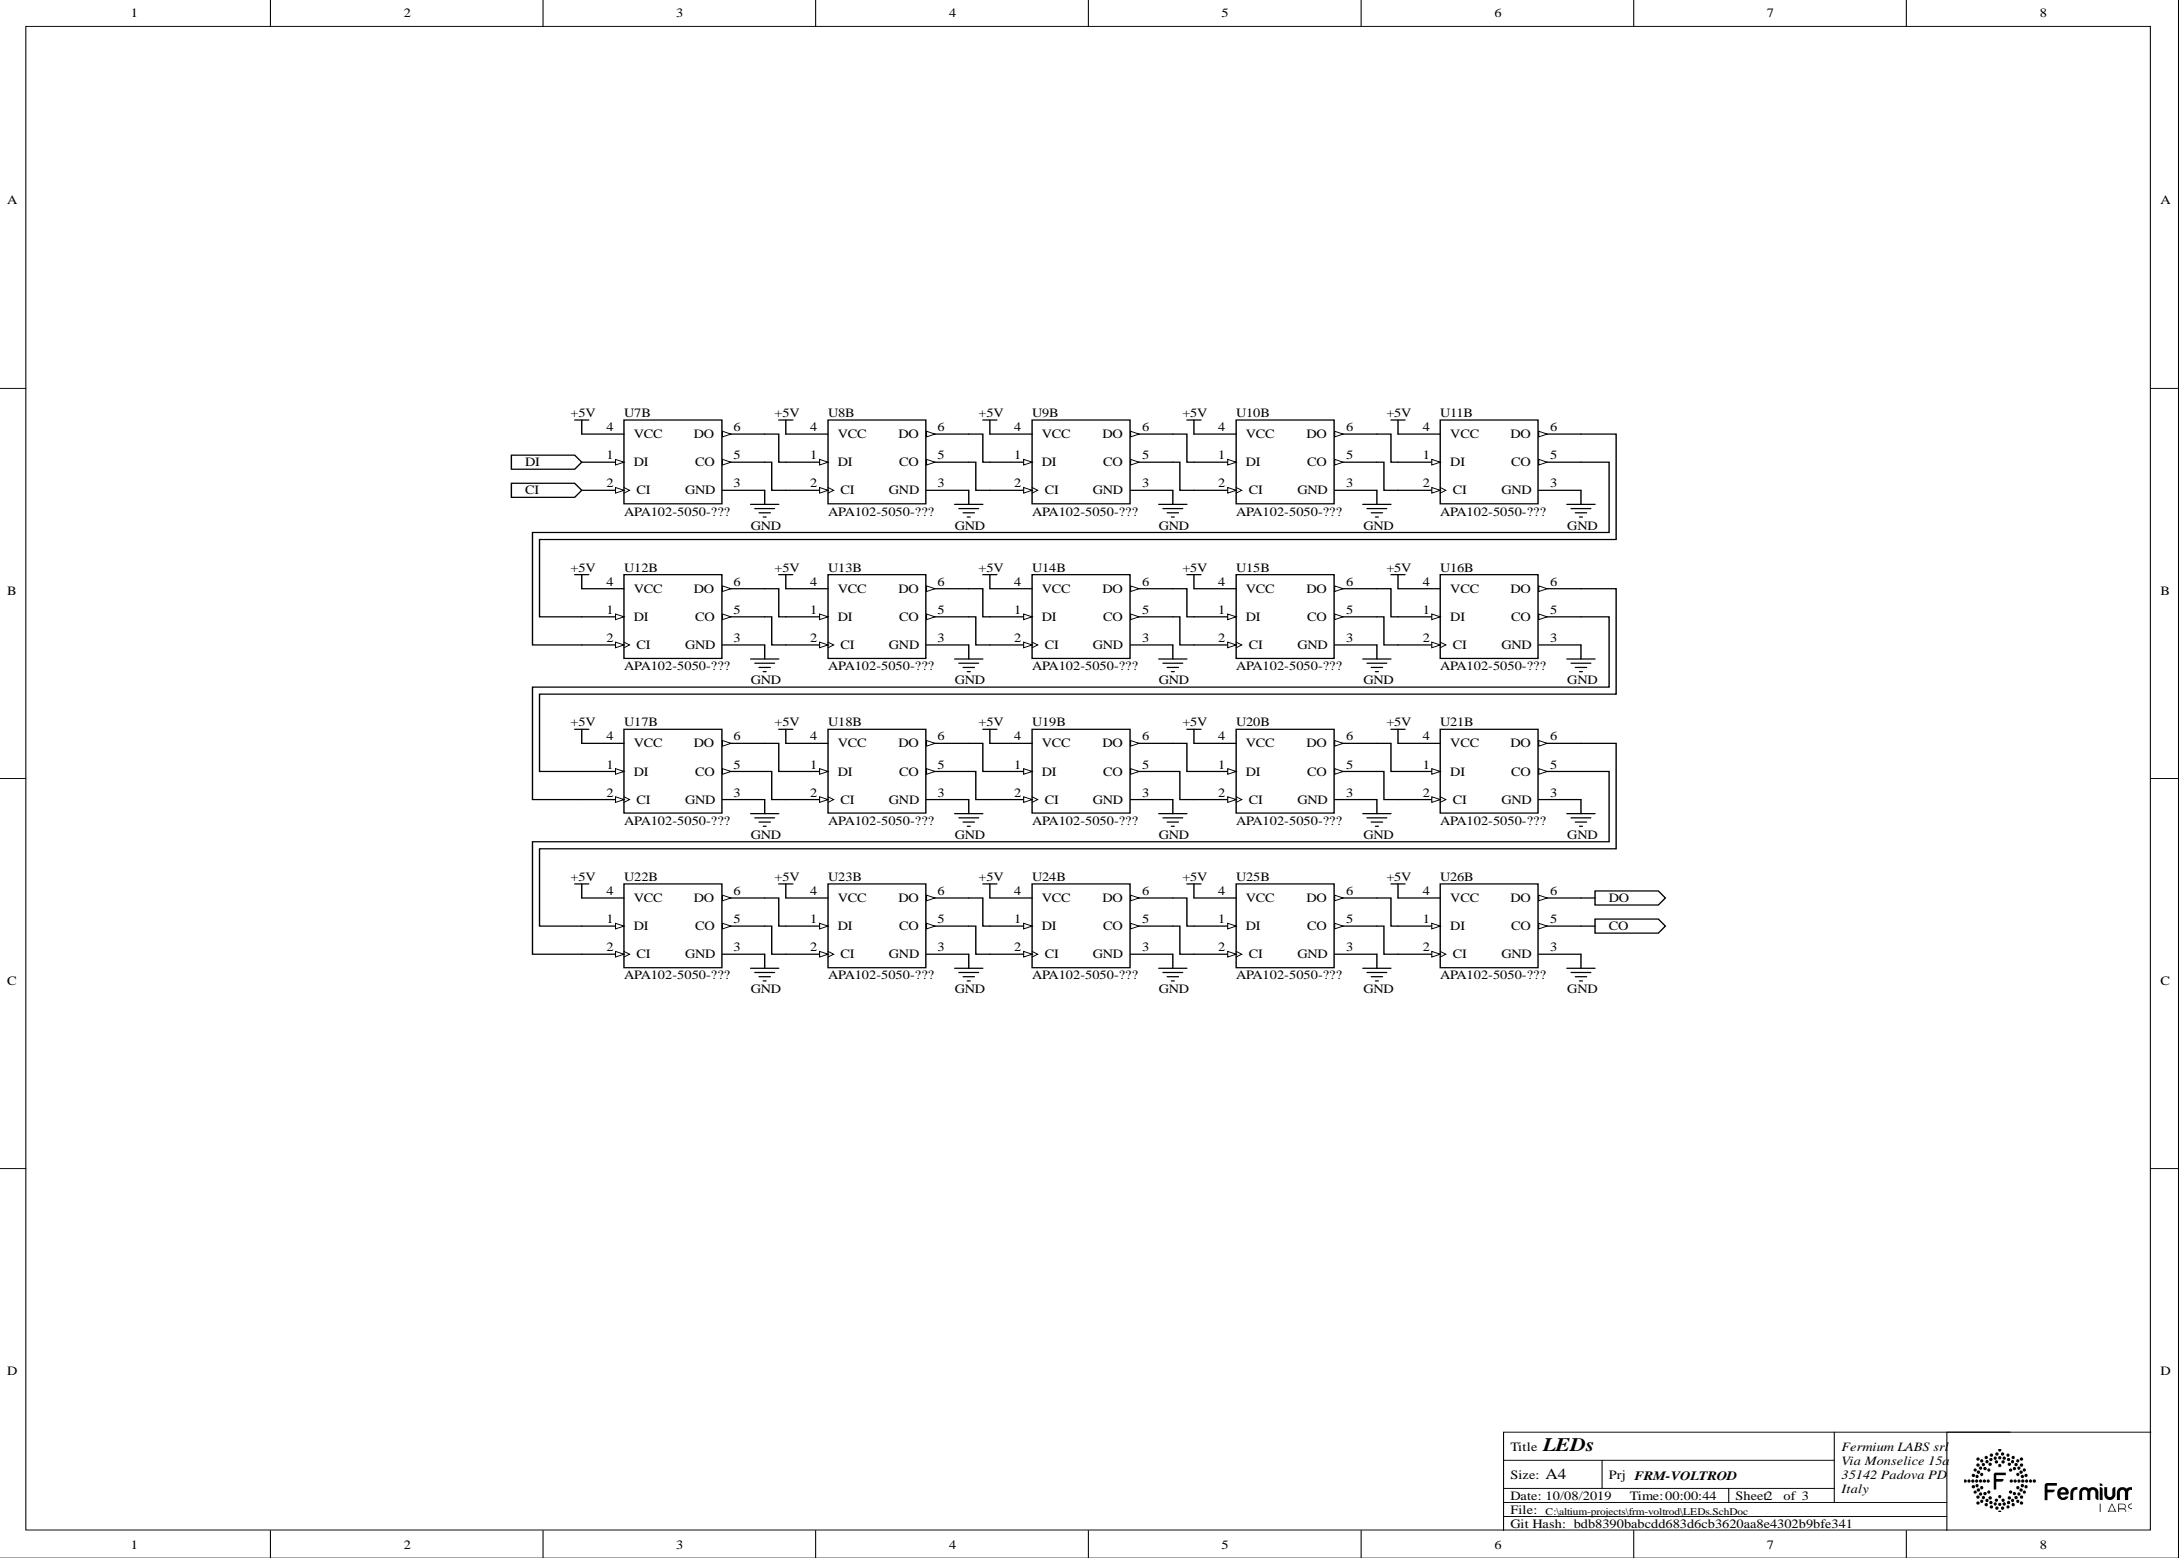 1 2 3 4 5 6 7 8
A A
+5V U7B +5V U8B +5V U9B +5V U10B +5V U11B
4 VCC DO 6 4 VCC DO 6 4 VCC DO 6 4 VCC DO 6 4 VCC DO 6
DI 1 DI CO 5 1 DI CO 5 1 DI CO 5 1 DI CO 5 1 DI CO 5
CI 2 CI GND 3 2 CI GND 3 2 CI GND 3 2 CI GND 3 2 CI GND 3
APA102-5050-??? APA102-5050-??? APA102-5050-??? APA102-5050-??? APA102-5050-???
GND GND GND GND GND
+5V U12B +5V U13B +5V U14B +5V U15B +5V U16B
B 4 VCC DO 6 4 VCC DO 6 4 VCC DO 6 4 VCC DO 6 4 VCC DO 6 B
1 DI CO 5 1 DI CO 5 1 DI CO 5 1 DI CO 5 1 DI CO 5
2 CI GND 3 2 CI GND 3 2 CI GND 3 2 CI GND 3 2 CI GND 3
APA102-5050-??? APA102-5050-??? APA102-5050-??? APA102-5050-??? APA102-5050-???
GND GND GND GND GND
+5V U17B +5V U18B +5V U19B +5V U20B +5V U21B
4 VCC DO 6 4 VCC DO 6 4 VCC DO 6 4 VCC DO 6 4 VCC DO 6
1 DI CO 5 1 DI CO 5 1 DI CO 5 1 DI CO 5 1 DI CO 5
2 CI GND 3 2 CI GND 3 2 CI GND 3 2 CI GND 3 2 CI GND 3
APA102-5050-??? APA102-5050-??? APA102-5050-??? APA102-5050-??? APA102-5050-???
GND GND GND GND GND
+5V U22B +5V U23B +5V U24B +5V U25B +5V U26B
4 VCC DO 6 4 VCC DO 6 4 VCC DO 6 4 VCC DO 6 4 VCC DO 6 DO
1 DI CO 5 1 DI CO 5 1 DI CO 5 1 DI CO 5 1 DI CO 5 CO
2 CI GND 3 2 CI GND 3 2 CI GND 3 2 CI GND 3 2 CI GND 3
APA102-5050-??? APA102-5050-??? APA102-5050-??? APA102-5050-??? APA102-5050-???
GND GND GND GND GND
C C
D D
Title LEDs
Size: A4 Prj FRM-VOLTROD
Date: 10/08/2019 Time: 00:00:44 Sheet2 of 3
File: C:\altium-projects\frm-voltrod\LEDs.SchDoc
Git Hash: bdb8390babcdd683d6cb3620aa8e4302b9bfe341
Fermium LABS srl
Via Monselice 15a
35142 Padova PD
Italy
F
Fermium
LABS
1 2 3 4 5 6 7 8